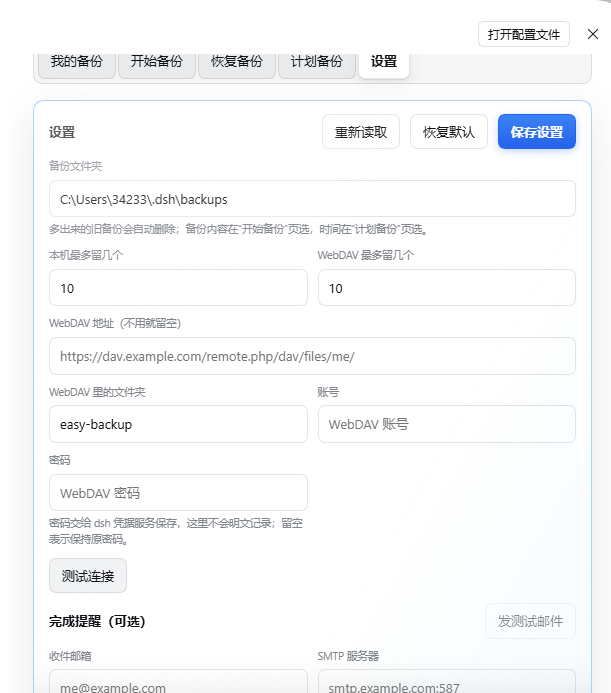 打开配置文件
我的备份 开始备份 恢复备份 计划备份 设置
设置 重新读取 恢复默认 保存设置
备份文件夹
C:\Users\34233\.dsh\backups
多出来的旧备份会自动删除；备份内容在“开始备份”页选，时间在“计划备份”页选。
本机最多留几个 WebDAV 最多留几个
10 10
WebDAV 地址（不用就留空）
https://dav.example.com/remote.php/dav/files/me/
WebDAV 里的文件夹 账号
easy-backup WebDAV 账号
密码
WebDAV 密码
密码交给 dsh 凭据服务保存，这里不会明文记录；留空
表示保持原密码。
测试连接
完成提醒（可选） 发测试邮件
收件邮箱 SMTP 服务器
me@example.com smtp.example.com:587